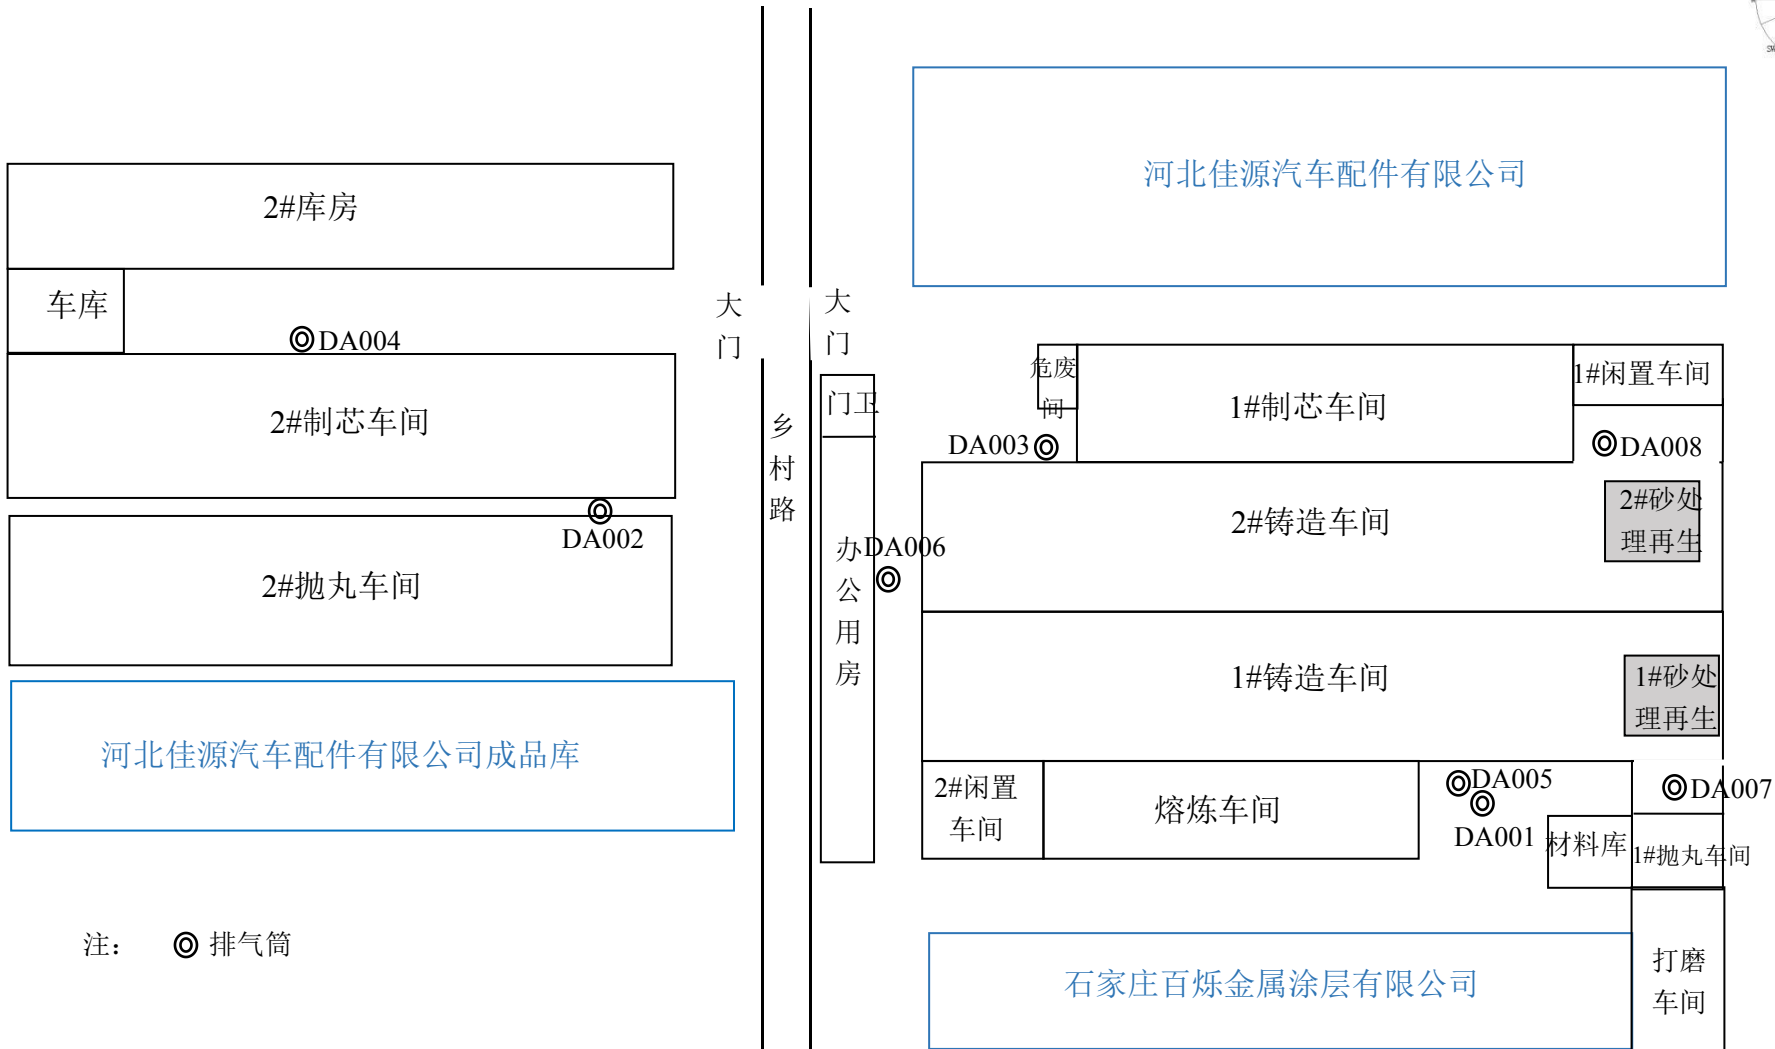 河北佳源汽车配件有限公司
2#库房
车库
DA004
大
门
大
门
2#制芯车间
DA002
2#抛丸车间
河北佳源汽车配件有限公司成品库
乡
村
路
门卫
办
公
用
房
危废
间
1#制芯车间
1#闲置车间
DA003
DA008
2#铸造车间
2#砂处
理再生
DA006
1#铸造车间
1#砂处
理再生
2#闲置
车间
熔炼车间
DA005
DA001
DA007
材料库
1#抛丸车间
石家庄百烁金属涂层有限公司
打磨
车间
注：
排气筒